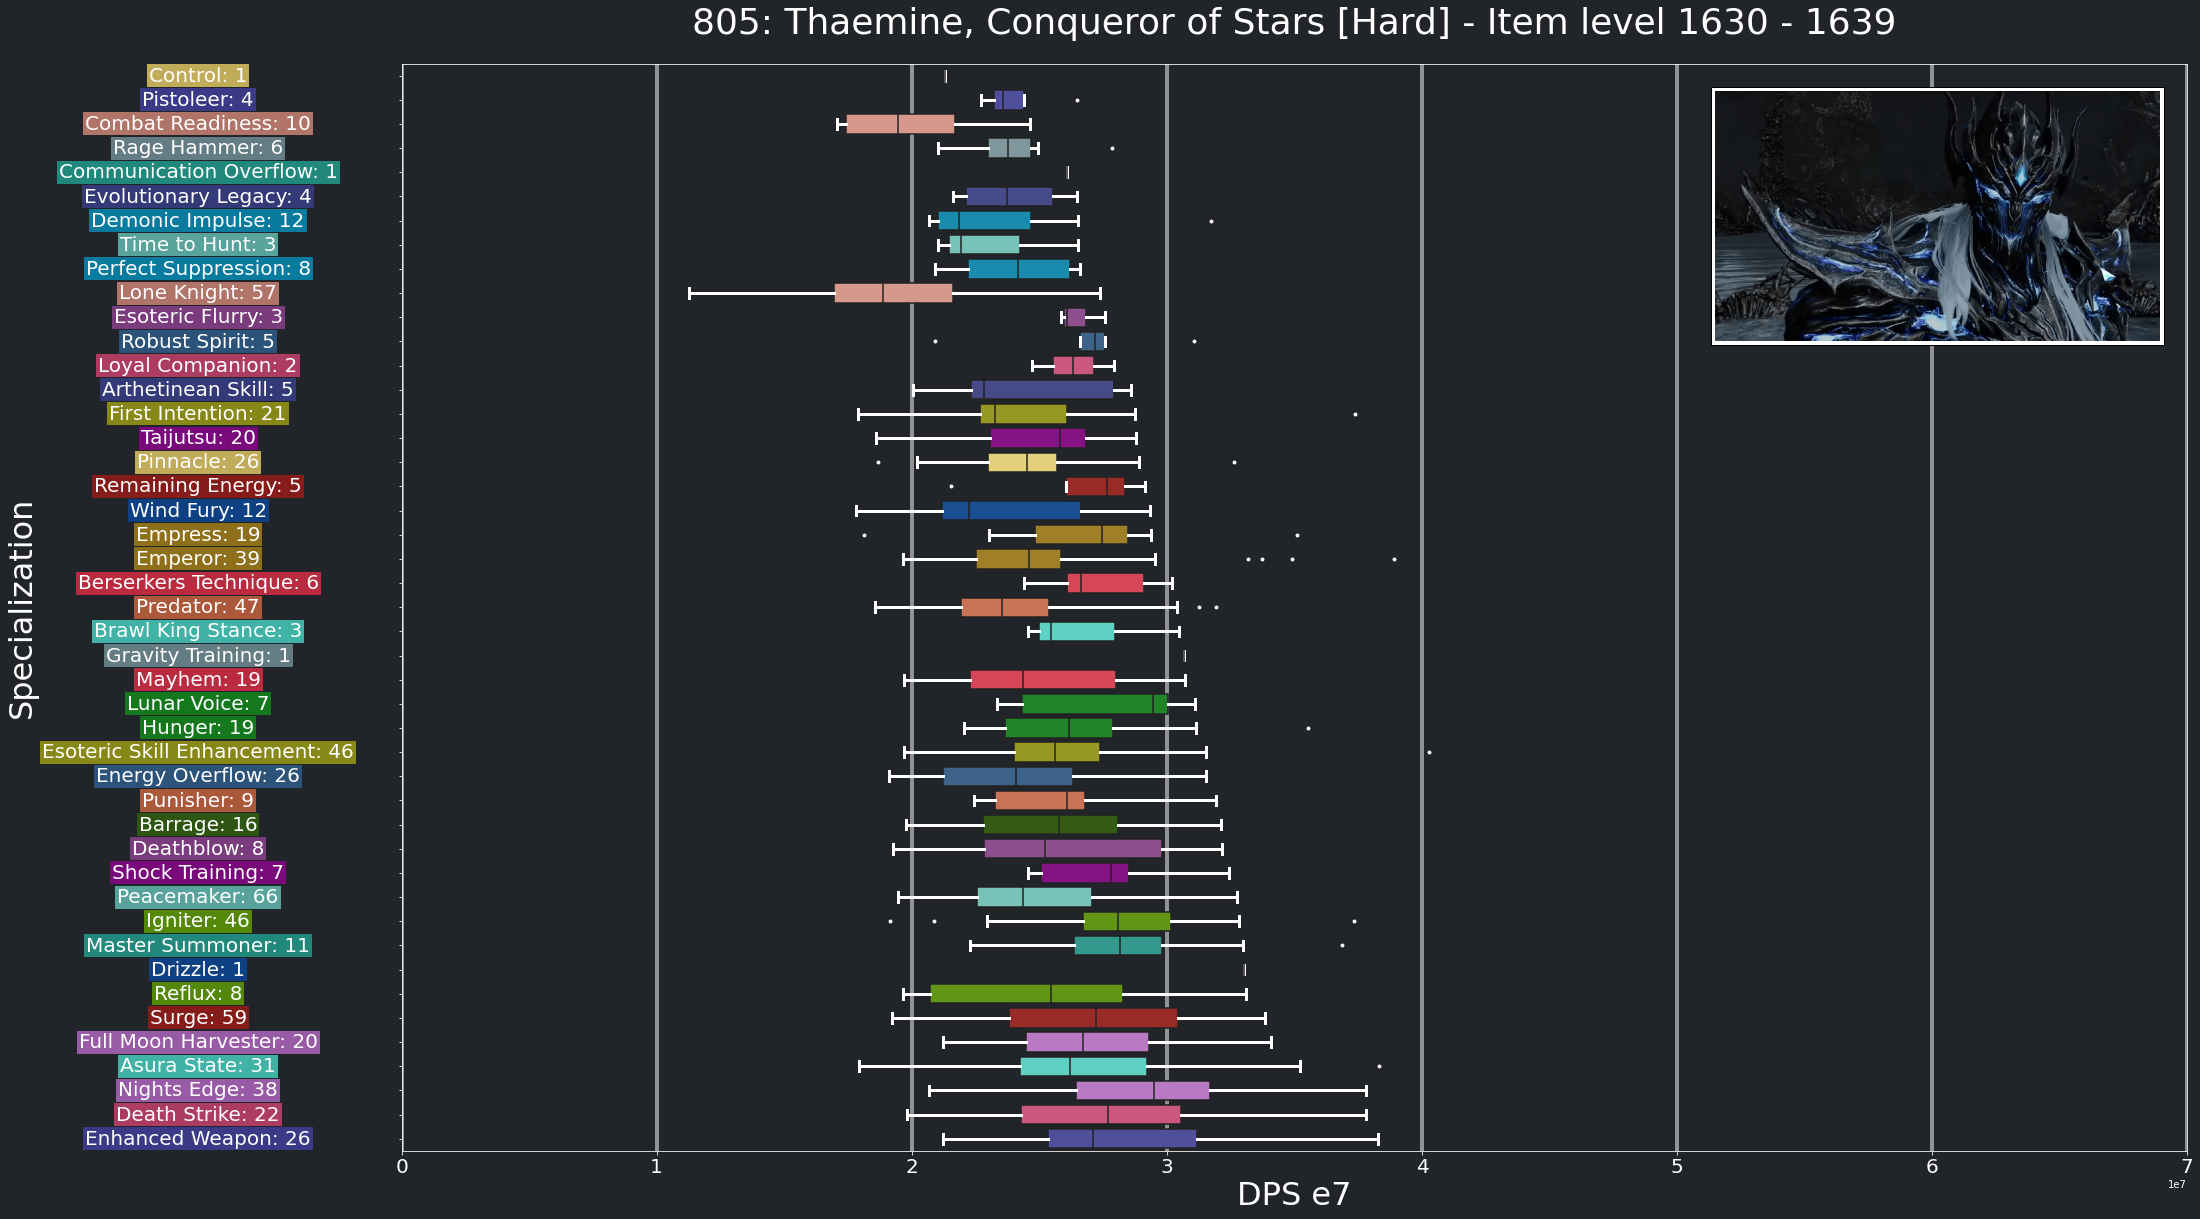 805: Thaemine, Conqueror of Stars [Hard] - Item level 1630 - 1639
Specialization
Control: 1
Pistoleer: 4
Combat Readiness: 10
Rage Hammer: 6
Communication Overflow: 1
Evolutionary Legacy: 4
Demonic Impulse: 12
Time to Hunt: 3
Perfect Suppression: 8
Lone Knight: 57
Esoteric Flurry: 3
Robust Spirit: 5
Loyal Companion: 2
Arthetinean Skill: 5
First Intention: 21
Taijutsu: 20
Pinnacle: 26
Remaining Energy: 5
Wind Fury: 12
Empress: 19
Emperor: 39
Berserkers Technique: 6
Predator: 47
Brawl King Stance: 3
Gravity Training: 1
Mayhem: 19
Lunar Voice: 7
Hunger: 19
Esoteric Skill Enhancement: 46
Energy Overflow: 26
Punisher: 9
Barrage: 16
Deathblow: 8
Shock Training: 7
Peacemaker: 66
Igniter: 46
Master Summoner: 11
Drizzle: 1
Reflux: 8
Surge: 59
Full Moon Harvester: 20
Asura State: 31
Nights Edge: 38
Death Strike: 22
Enhanced Weapon: 26
0 1 2 3 4 5 6 7
1e7
DPS e7